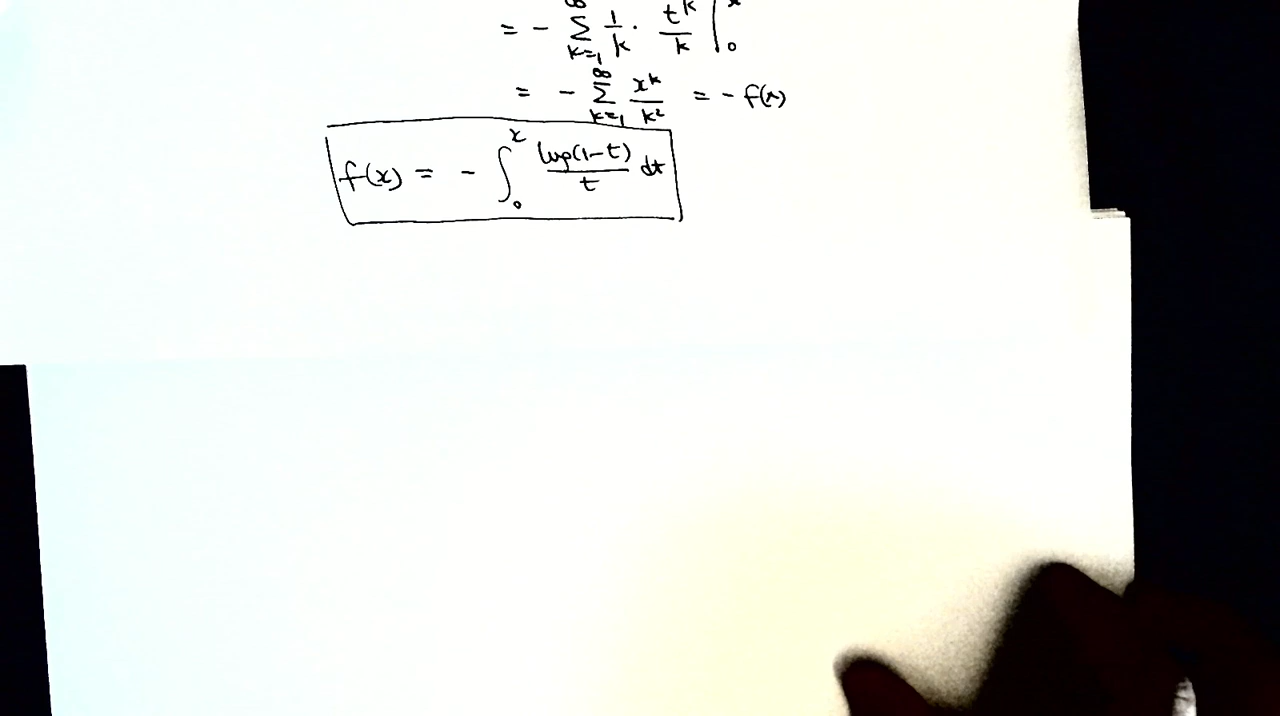 = - ∞ Σ k=1 1/k · t^k/k |_0^x
= - ∞ Σ k=1 x^k/k² = - f(x)
f(x) = - ∫_0^x log(1-t)/t dt